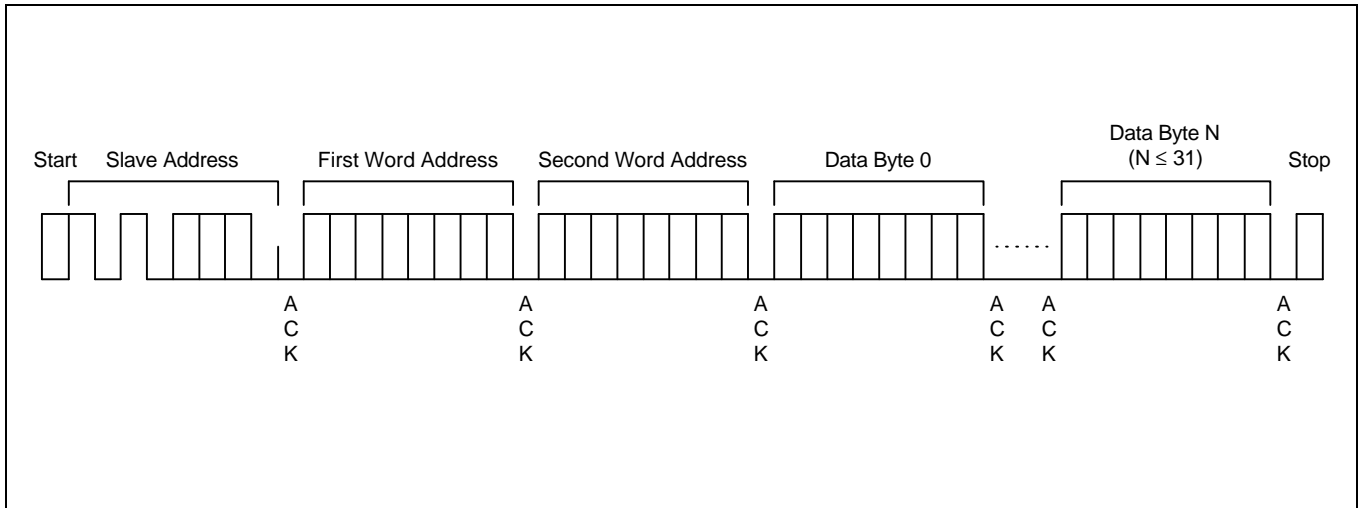 Start
Slave Address
First Word Address
Second Word Address
Data Byte 0
Data Byte N
(N ≤ 31)
Stop
......
A
C
K
A
C
K
A
C
K
A
C
K
A
C
K
A
C
K